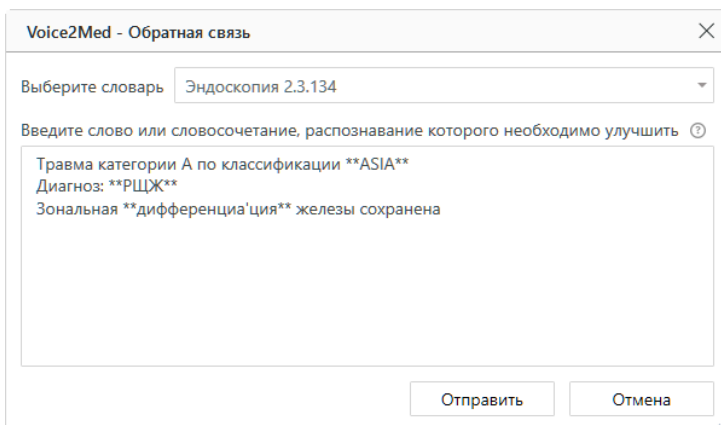 Voice2Med - Обратная связь
Выберите словарь Эндоскопия 2.3.134
Введите слово или словосочетание, распознавание которого необходимо улучшить ?
Травма категории А по классификации **ASIA**
Диагноз: **РЩЖ**
Зональная **дифференциа'ция** железы сохранена
Отправить Отмена